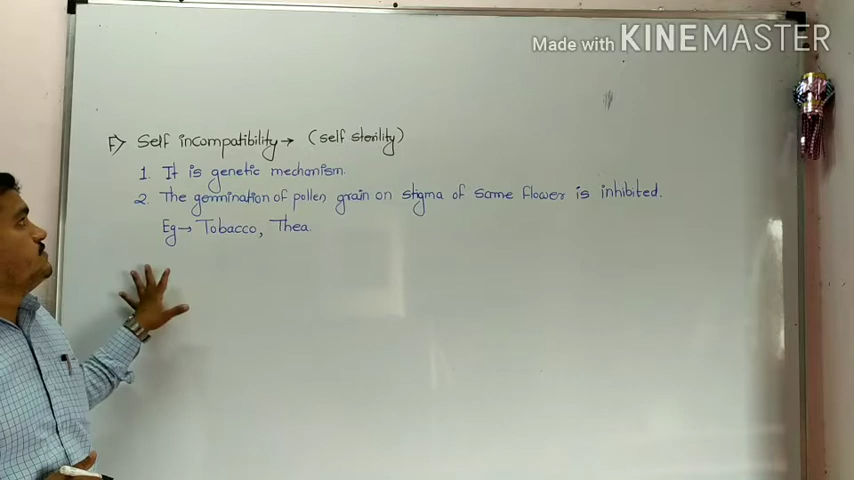 Made with KINEMASTER
F) Self incompatibility → (self sterility)
1. It is genetic mechanism.
2. The germination of pollen grain on stigma of same flower is inhibited.
Eg → Tobacco, Thea.